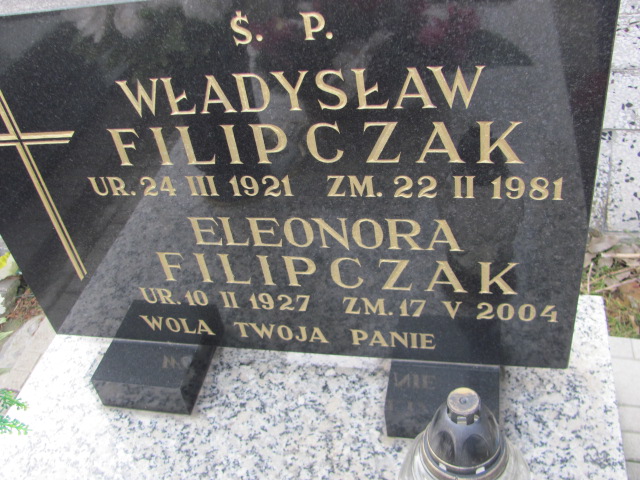 Ś. P.
WŁADYSŁAW
FILIPCZAK
UR. 24 III 1921 ZM. 22 II 1981
ELEONORA
FILIPCZAK
UR. 10 II 1927 ZM. 17 V 2004
WOLA TWOJA PANIE